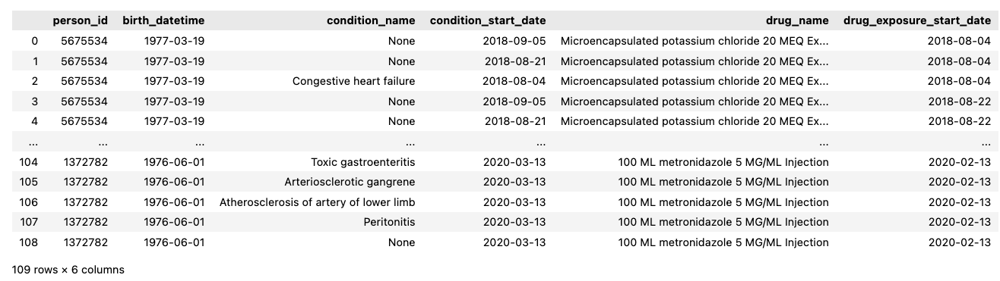 person_id birth_datetime condition_name condition_start_date drug_name drug_exposure_start_date
0 5675534 1977-03-19 None 2018-09-05 Microencapsulated potassium chloride 20 MEQ Ex... 2018-08-04
1 5675534 1977-03-19 None 2018-08-21 Microencapsulated potassium chloride 20 MEQ Ex... 2018-08-04
2 5675534 1977-03-19 Congestive heart failure 2018-08-04 Microencapsulated potassium chloride 20 MEQ Ex... 2018-08-04
3 5675534 1977-03-19 None 2018-09-05 Microencapsulated potassium chloride 20 MEQ Ex... 2018-08-22
4 5675534 1977-03-19 None 2018-08-21 Microencapsulated potassium chloride 20 MEQ Ex... 2018-08-22
... ... ... ... ... ... ...
104 1372782 1976-06-01 Toxic gastroenteritis 2020-03-13 100 ML metronidazole 5 MG/ML Injection 2020-02-13
105 1372782 1976-06-01 Arteriosclerotic gangrene 2020-03-13 100 ML metronidazole 5 MG/ML Injection 2020-02-13
106 1372782 1976-06-01 Atherosclerosis of artery of lower limb 2020-03-13 100 ML metronidazole 5 MG/ML Injection 2020-02-13
107 1372782 1976-06-01 Peritonitis 2020-03-13 100 ML metronidazole 5 MG/ML Injection 2020-02-13
108 1372782 1976-06-01 None 2020-03-13 100 ML metronidazole 5 MG/ML Injection 2020-02-13
109 rows × 6 columns